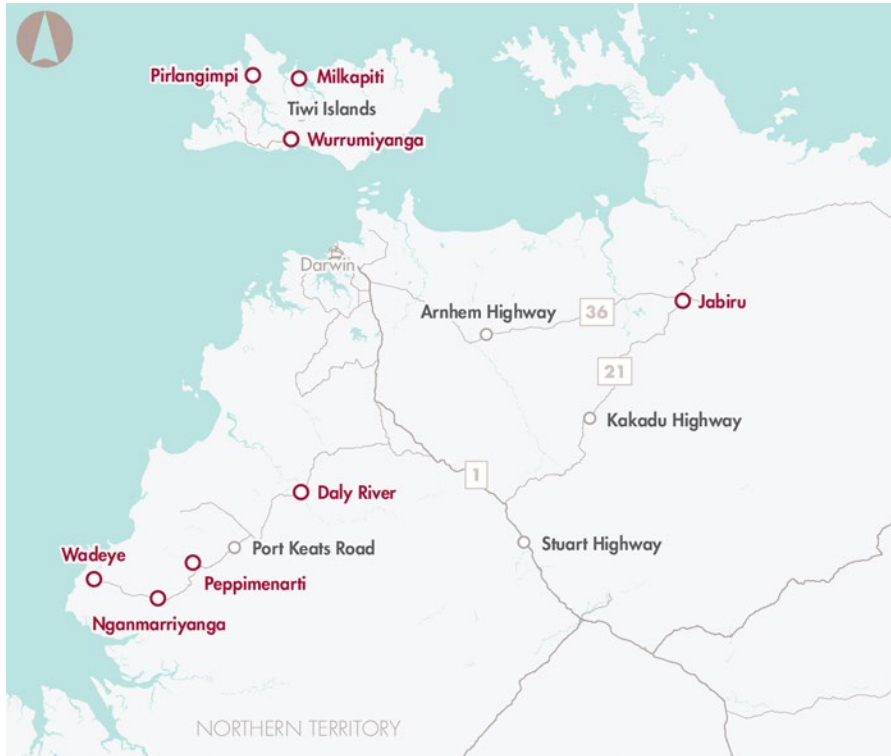 Pirlangimpi
Milkapiti
Tiwi Islands
Wurrumiyanga
Darwin
Jabiru
Arnhem Highway
36
21
Kakadu Highway
1
Daly River
Stuart Highway
Port Keats Road
Wadeye
Peppimenarti
Nganmarriyanga
NORTHERN TERRITORY